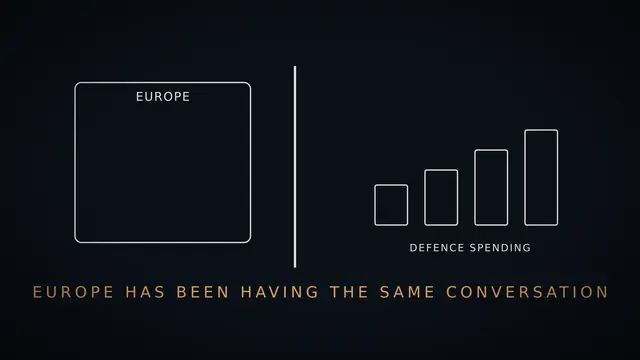 EUROPE
DEFENCE SPENDING
EUROPE HAS BEEN HAVING THE SAME CONVERSATION